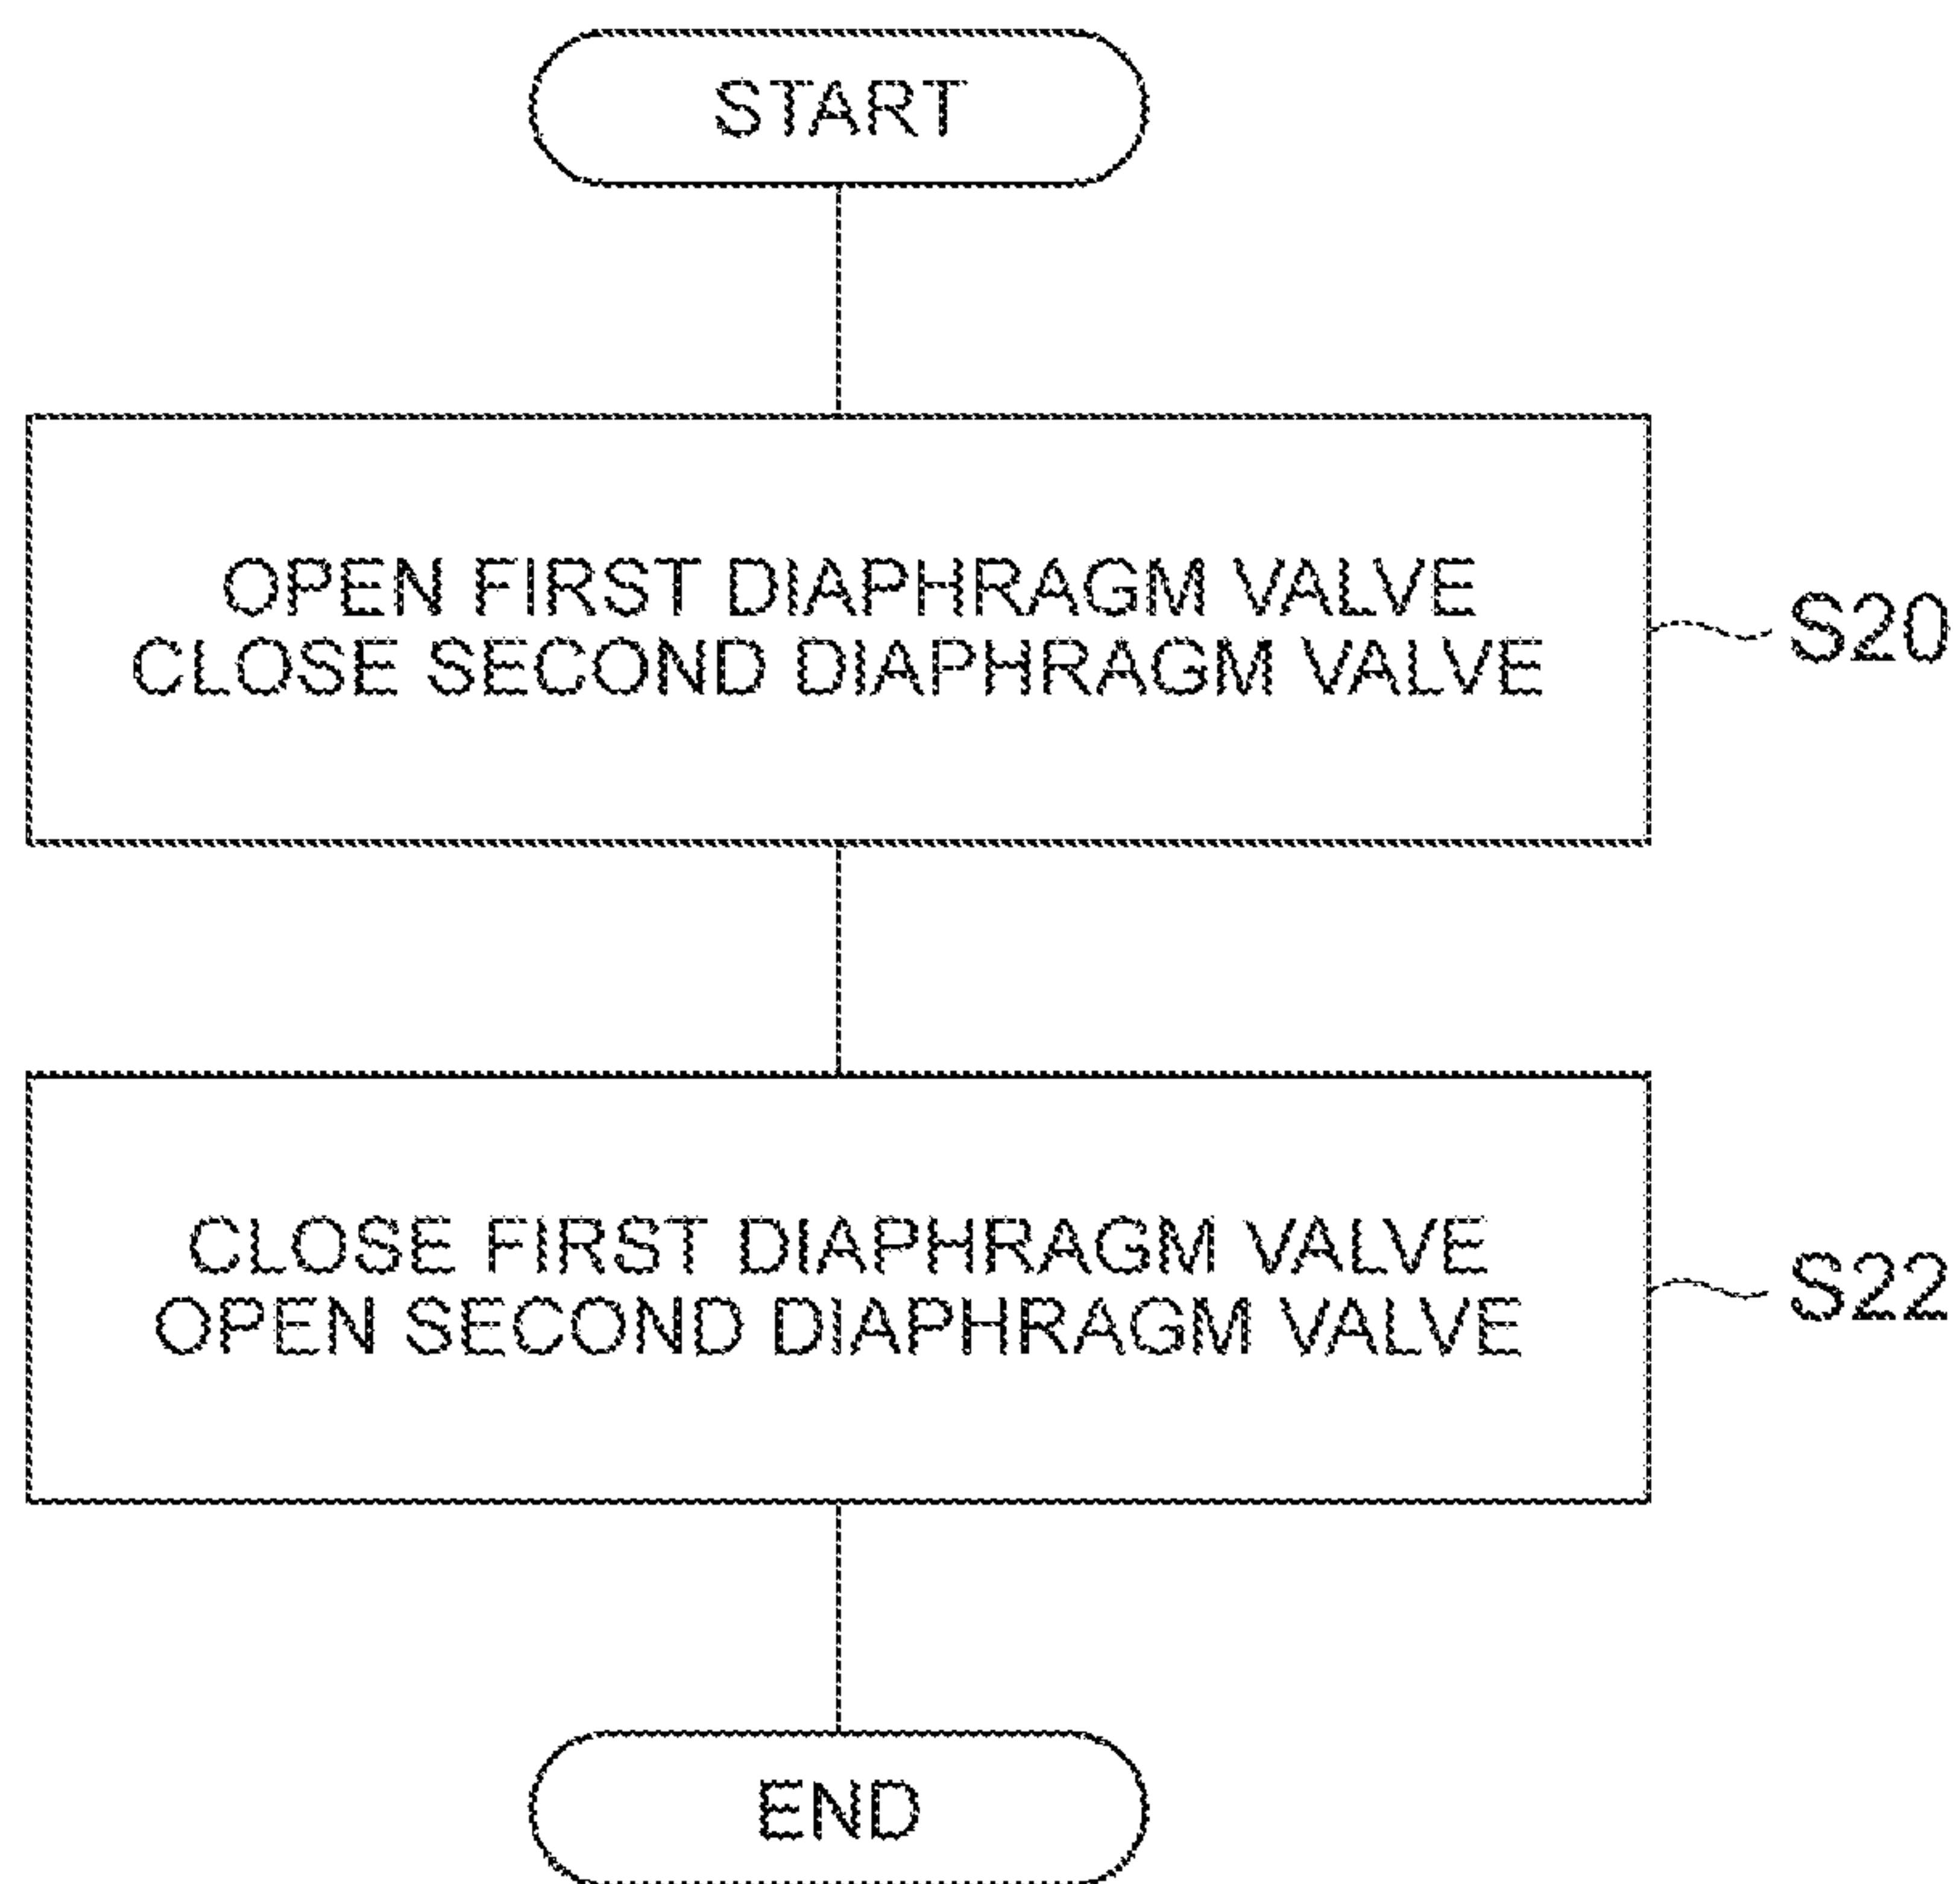 START
OPEN FIRST DIAPHRAGM VALVE
CLOSE SECOND DIAPHRAGM VALVE
S20
CLOSE FIRST DIAPHRAGM VALVE
OPEN SECOND DIAPHRAGM VALVE
S22
END